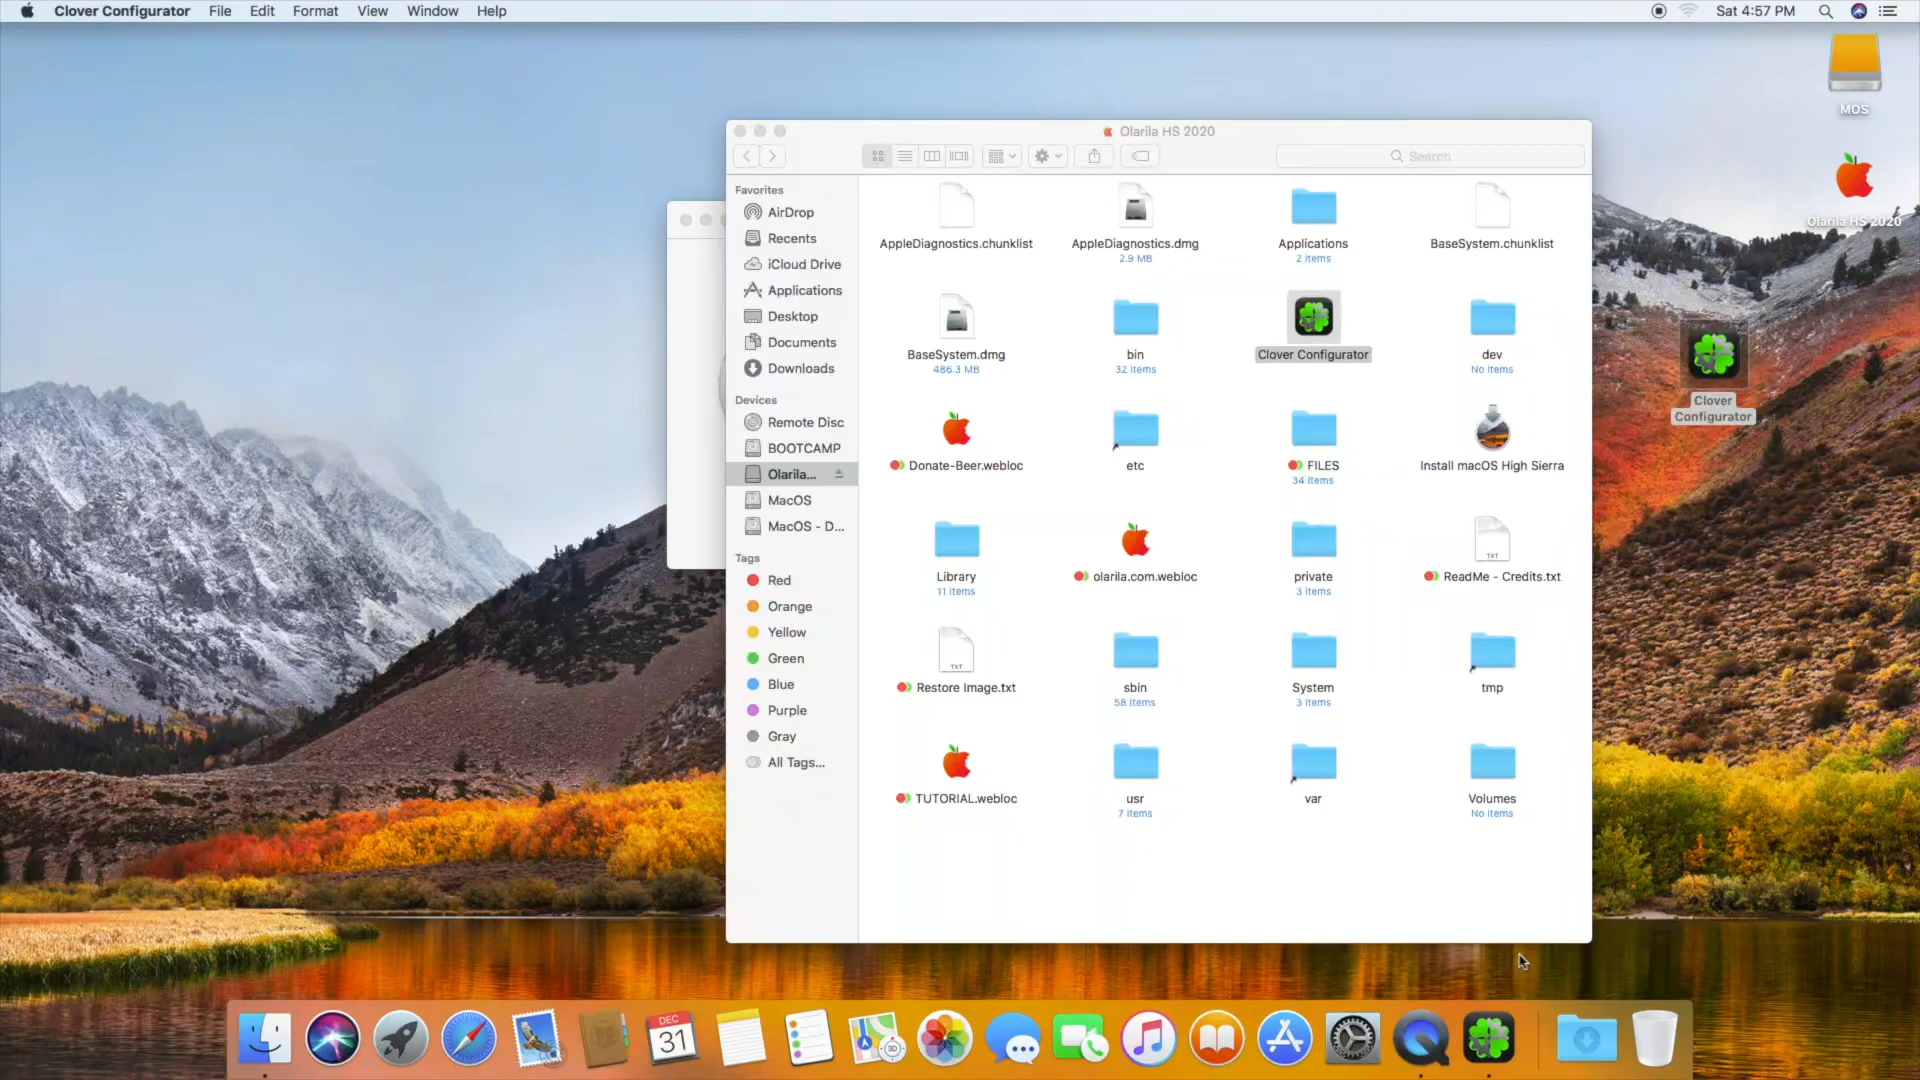 Clover Configurator File Edit Format View Window Help
Sat 4:57 PM
MOS
Olarila HS 2020
Clover
Configurator
Olarila HS 2020
Search
Favorites
AirDrop
Recents
iCloud Drive
Applications
Desktop
Documents
Downloads
Devices
Remote Disc
BOOTCAMP
Olarila...
MacOS
MacOS - D...
Tags
Red
Orange
Yellow
Green
Blue
Purple
Gray
All Tags...
AppleDiagnostics.chunklist
AppleDiagnostics.dmg
2.9 MB
Applications
2 items
BaseSystem.chunklist
BaseSystem.dmg
486.3 MB
bin
32 items
Clover Configurator
dev
No items
Donate-Beer.webloc
etc
FILES
34 items
Install macOS High Sierra
Library
11 items
olarila.com.webloc
private
3 items
TXT
ReadMe - Credits.txt
TXT
Restore Image.txt
sbin
58 items
System
3 items
tmp
TUTORIAL.webloc
usr
7 items
var
Volumes
No items
DEC
31
3D